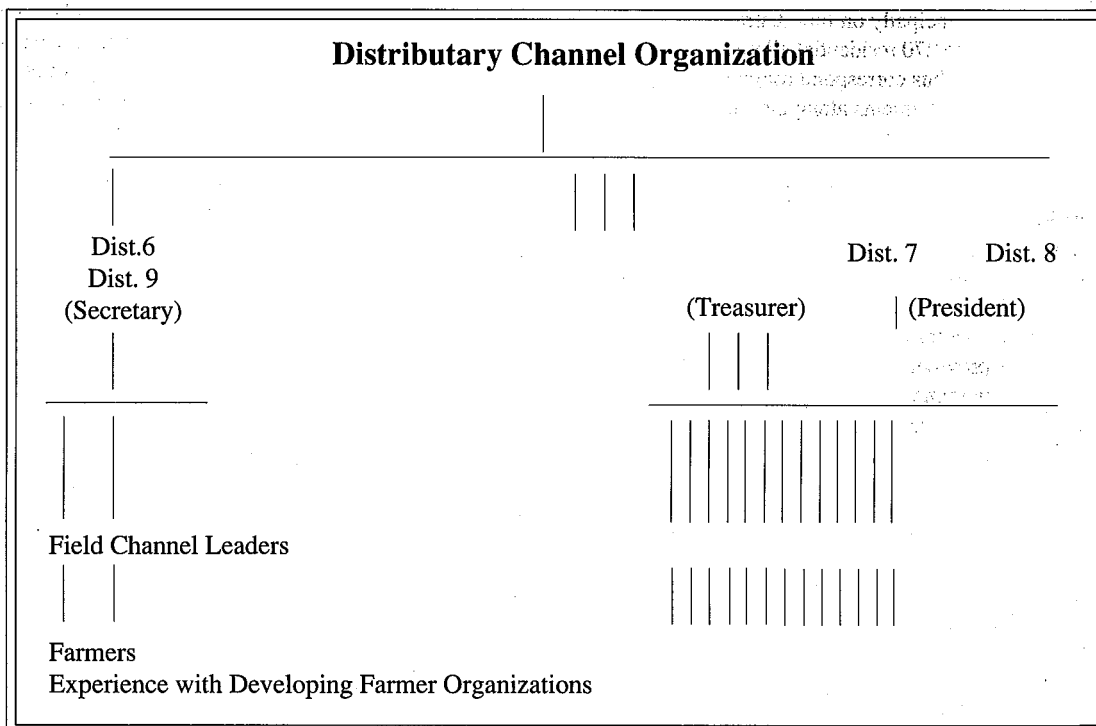 Distributary Channel Organization
Dist.6
Dist. 7 Dist. 8
Dist. 9
(Secretary) (Treasurer) (President)
Field Channel Leaders
Farmers
Experience with Developing Farmer Organizations